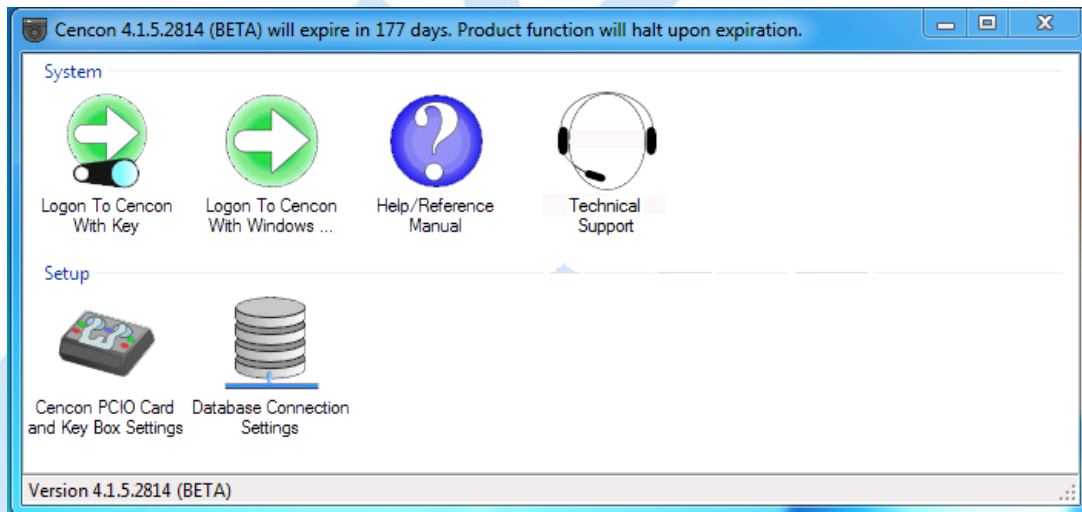 Cencon 4.1.5.2814 (BETA) will expire in 177 days. Product function will halt upon expiration.
System
Logon To Cencon
With Key
Logon To Cencon
With Windows ...
Help/Reference
Manual
Technical
Support
Setup
Cencon PCIO Card
and Key Box Settings
Database Connection
Settings
Version 4.1.5.2814 (BETA)